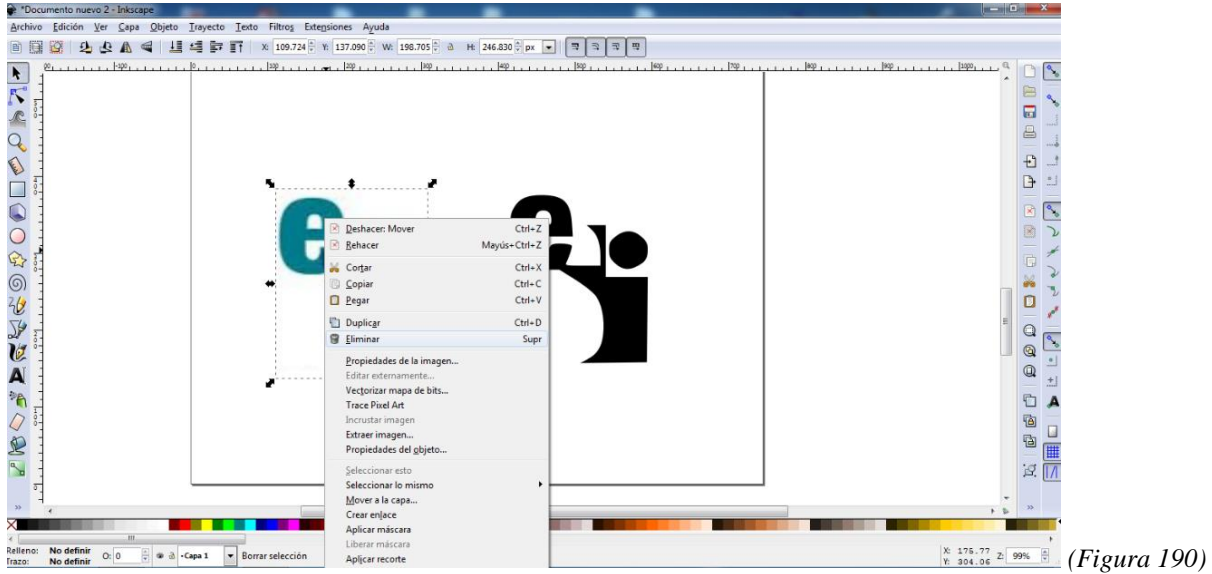 *Documento nuevo 2 - Inkscape
Archivo Edición Ver Capa Objeto Trayecto Texto Filtros Extensiones Ayuda
X: 109.724 Y: 137.090 W: 198.705 H: 246.830 px
e
Deshacer: Mover Ctrl+Z
Rehacer Mayús+Ctrl+Z
Cortar Ctrl+X
Copiar Ctrl+C
Pegar Ctrl+V
Duplicar Ctrl+D
Eliminar Supr
Propiedades de la imagen...
Editar externamente...
Vectorizar mapa de bits...
Trace Pixel Art
Incrustar imagen
Extraer imagen...
Propiedades del objeto...
Seleccionar esto
Seleccionar lo mismo
Mover a la capa...
Crear enlace
Aplicar máscara
Liberar máscara
Aplicar recorte
Relleno: No definir
Trazo: No definir
O: 0
Capa 1
Borrar selección
X: 176.77
Y: 304.06
Z: 99%
(Figura 190)